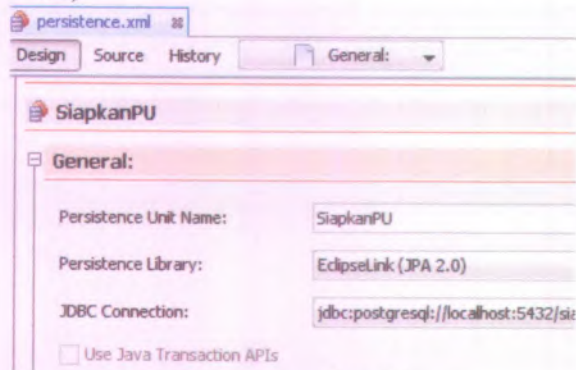 persistence.xml
Design Source History General:
SiapkanPU
General:
Persistence Unit Name: SiapkanPU
Persistence Library: EclipseLink (JPA 2.0)
JDBC Connection: jdbc:postgresql://localhost:5432/sia
Use Java Transaction APIs